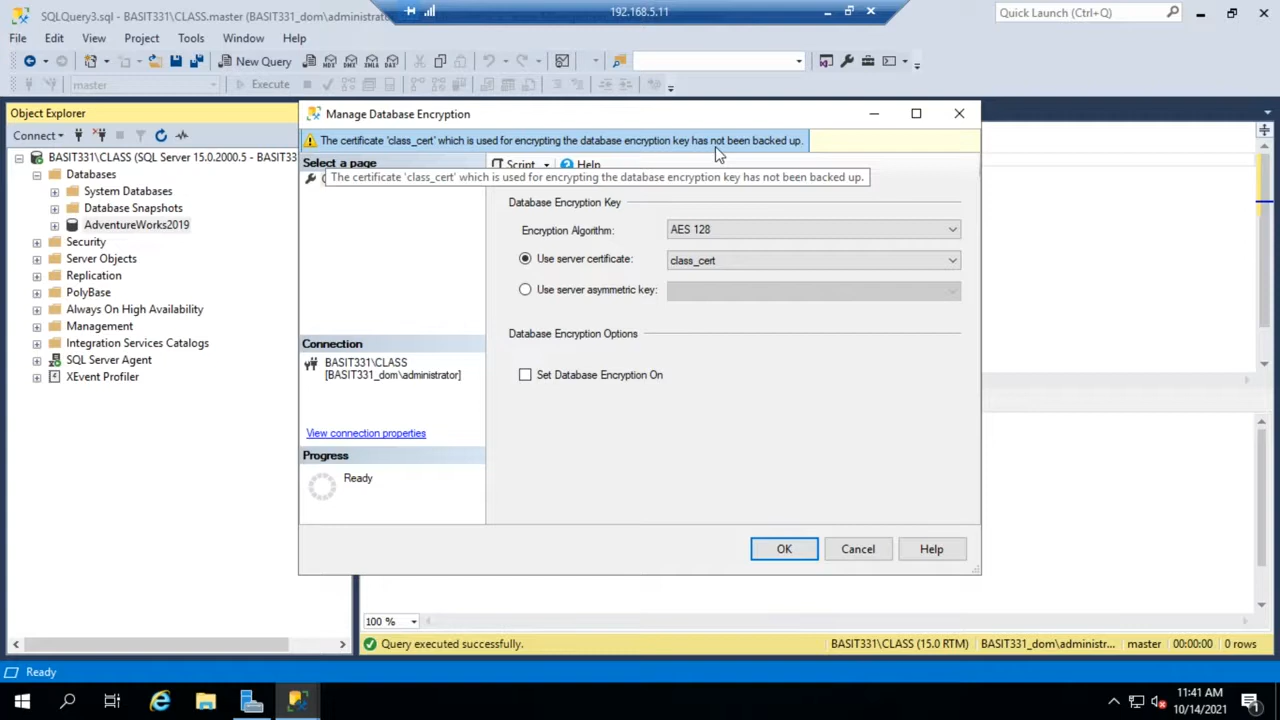 SQLQuery3.sql - BASIT331\CLASS.master (BASIT331_dom\administrat
192.168.5.11
Quick Launch (Ctrl+Q)
File Edit View Project Tools Window Help
New Query
MDX DMX XMLA DAX
master
Execute
Object Explorer
Connect
BASIT331\CLASS (SQL Server 15.0.2000.5 - BASIT33
Databases
System Databases
Database Snapshots
AdventureWorks2019
Security
Server Objects
Replication
PolyBase
Always On High Availability
Management
Integration Services Catalogs
SQL Server Agent
XEvent Profiler
Manage Database Encryption
The certificate 'class_cert' which is used for encrypting the database encryption key has not been backed up.
Select a page
Script Help
The certificate 'class_cert' which is used for encrypting the database encryption key has not been backed up.
Database Encryption Key
Encryption Algorithm: AES 128
Use server certificate: class_cert
Use server asymmetric key:
Database Encryption Options
Set Database Encryption On
Connection
BASIT331\CLASS
[BASIT331_dom\administrator]
View connection properties
Progress
Ready
OK Cancel Help
100 %
Query executed successfully. BASIT331\CLASS (15.0 RTM) BASIT331_dom\administr... master 00:00:00 0 rows
Ready
11:41 AM
10/14/2021
1